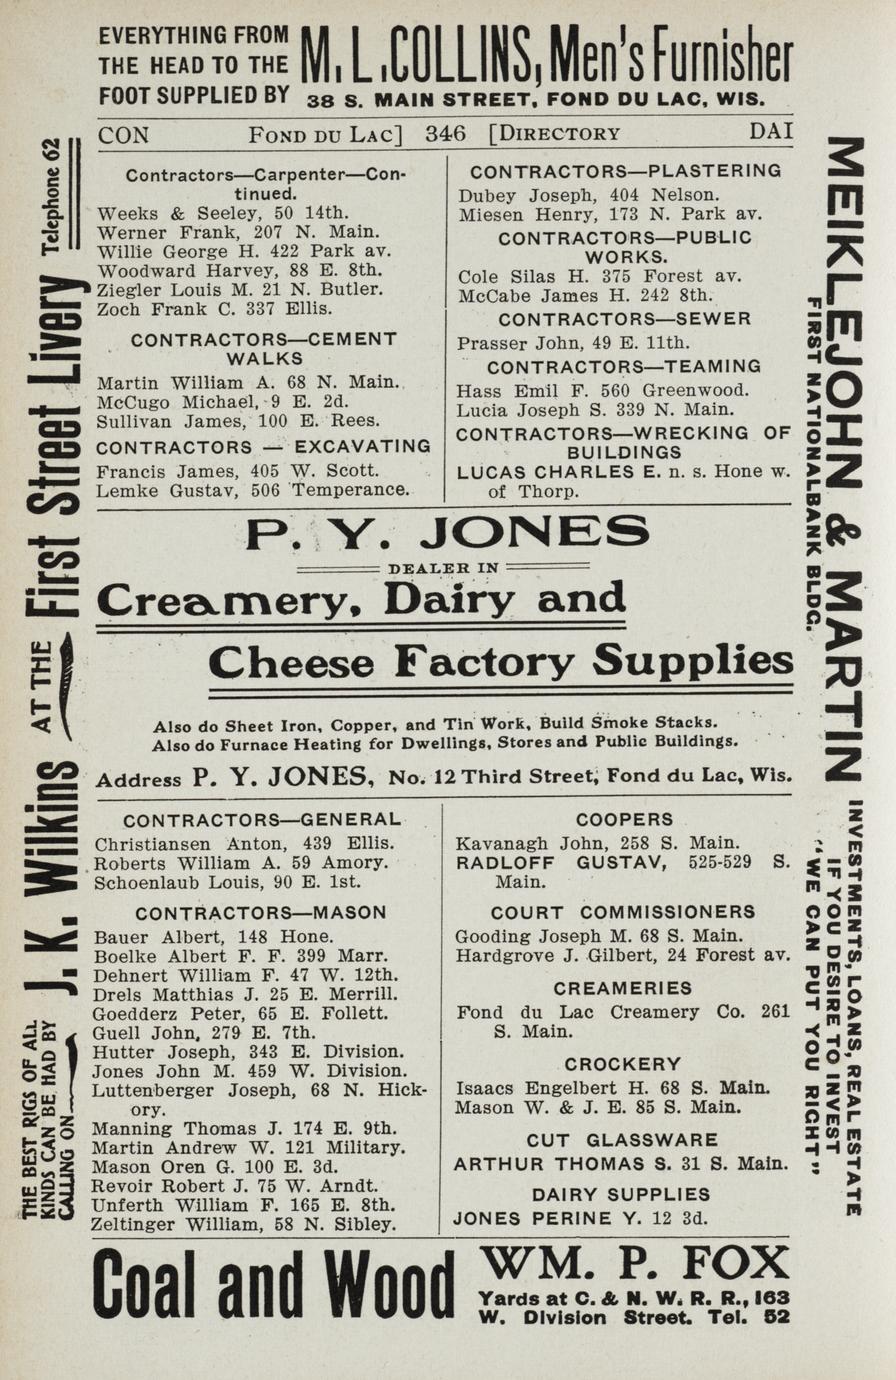 EVERYTHING FROM
THE HEAD TO THE
FOOT SUPPLIED BY
M. L. COLLINS, Men's Furnisher
38 S. MAIN STREET, FOND DU LAC, WIS.
CON FOND DU LAC] 346 [DIRECTORY DAI
Contractors—Carpenter—Con-
tinued.
Weeks & Seeley, 50 14th.
Werner Frank, 207 N. Main.
Willie George H. 422 Park av.
Woodward Harvey, 88 E. 8th.
Ziegler Louis M. 21 N. Butler.
Zoch Frank C. 337 Ellis.
CONTRACTORS—CEMENT
WALKS
Martin William A. 68 N. Main.
McCugo Michael, 9 E. 2d.
Sullivan James, 100 E. Rees.
CONTRACTORS — EXCAVATING
Francis James, 405 W. Scott.
Lemke Gustav, 506 Temperance.
CONTRACTORS—PLASTERING
Dubey Joseph, 404 Nelson.
Miesen Henry, 173 N. Park av.
CONTRACTORS—PUBLIC
WORKS.
Cole Silas H. 375 Forest av.
McCabe James H. 242 8th.
CONTRACTORS—SEWER
Prasser John, 49 E. 11th.
CONTRACTORS—TEAMING
Hass Emil F. 560 Greenwood.
Lucia Joseph S. 339 N. Main.
CONTRACTORS—WRECKING OF
BUILDINGS
LUCAS CHARLES E. n. s. Hone w.
of Thorp.
P. Y. JONES
DEALER IN
Creamery, Dairy and
Cheese Factory Supplies
Also do Sheet Iron, Copper, and Tin Work, Build Smoke Stacks.
Also do Furnace Heating for Dwellings, Stores and Public Buildings.
Address P. Y. JONES, No. 12 Third Street, Fond du Lac, Wis.
CONTRACTORS—GENERAL
Christiansen Anton, 439 Ellis.
Roberts William A. 59 Amory.
Schoenlaub Louis, 90 E. 1st.
CONTRACTORS—MASON
Bauer Albert, 148 Hone.
Boelke Albert F. F. 399 Marr.
Dehnert William F. 47 W. 12th.
Drels Matthias J. 25 E. Merrill.
Goedderz Peter, 65 E. Follett.
Guell John, 279 E. 7th.
Hutter Joseph, 343 E. Division.
Jones John M. 459 W. Division.
Luttenberger Joseph, 68 N. Hick-
ory.
Manning Thomas J. 174 E. 9th.
Martin Andrew W. 121 Military.
Mason Oren G. 100 E. 3d.
Revoir Robert J. 75 W. Arndt.
Unferth William F. 165 E. 8th.
Zeltinger William, 58 N. Sibley.
COOPERS
Kavanagh John, 258 S. Main.
RADLOFF GUSTAV, 525-529 S.
Main.
COURT COMMISSIONERS
Gooding Joseph M. 68 S. Main.
Hardgrove J. Gilbert, 24 Forest av.
CREAMERIES
Fond du Lac Creamery Co. 261
S. Main.
CROCKERY
Isaacs Engelbert H. 68 S. Main.
Mason W. & J. E. 85 S. Main.
CUT GLASSWARE
ARTHUR THOMAS S. 31 S. Main.
DAIRY SUPPLIES
JONES PERINE Y. 12 3d.
Coal and Wood
WM. P. FOX
Yards at C. & N. W. R. R., 163
W. Division Street. Tel. 52
THE BEST RIGS OF ALL
KINDS CAN BE HAD BY
CALLING ON
J. K. Wilkins AT THE First Street Livery Telephone 62
MEIKLEJOHN & MARTIN
FIRST NATIONAL BANK BLDG.
INVESTMENTS, LOANS, REAL ESTATE
IF YOU DESIRE TO INVEST
"WE CAN PUT YOU RIGHT"